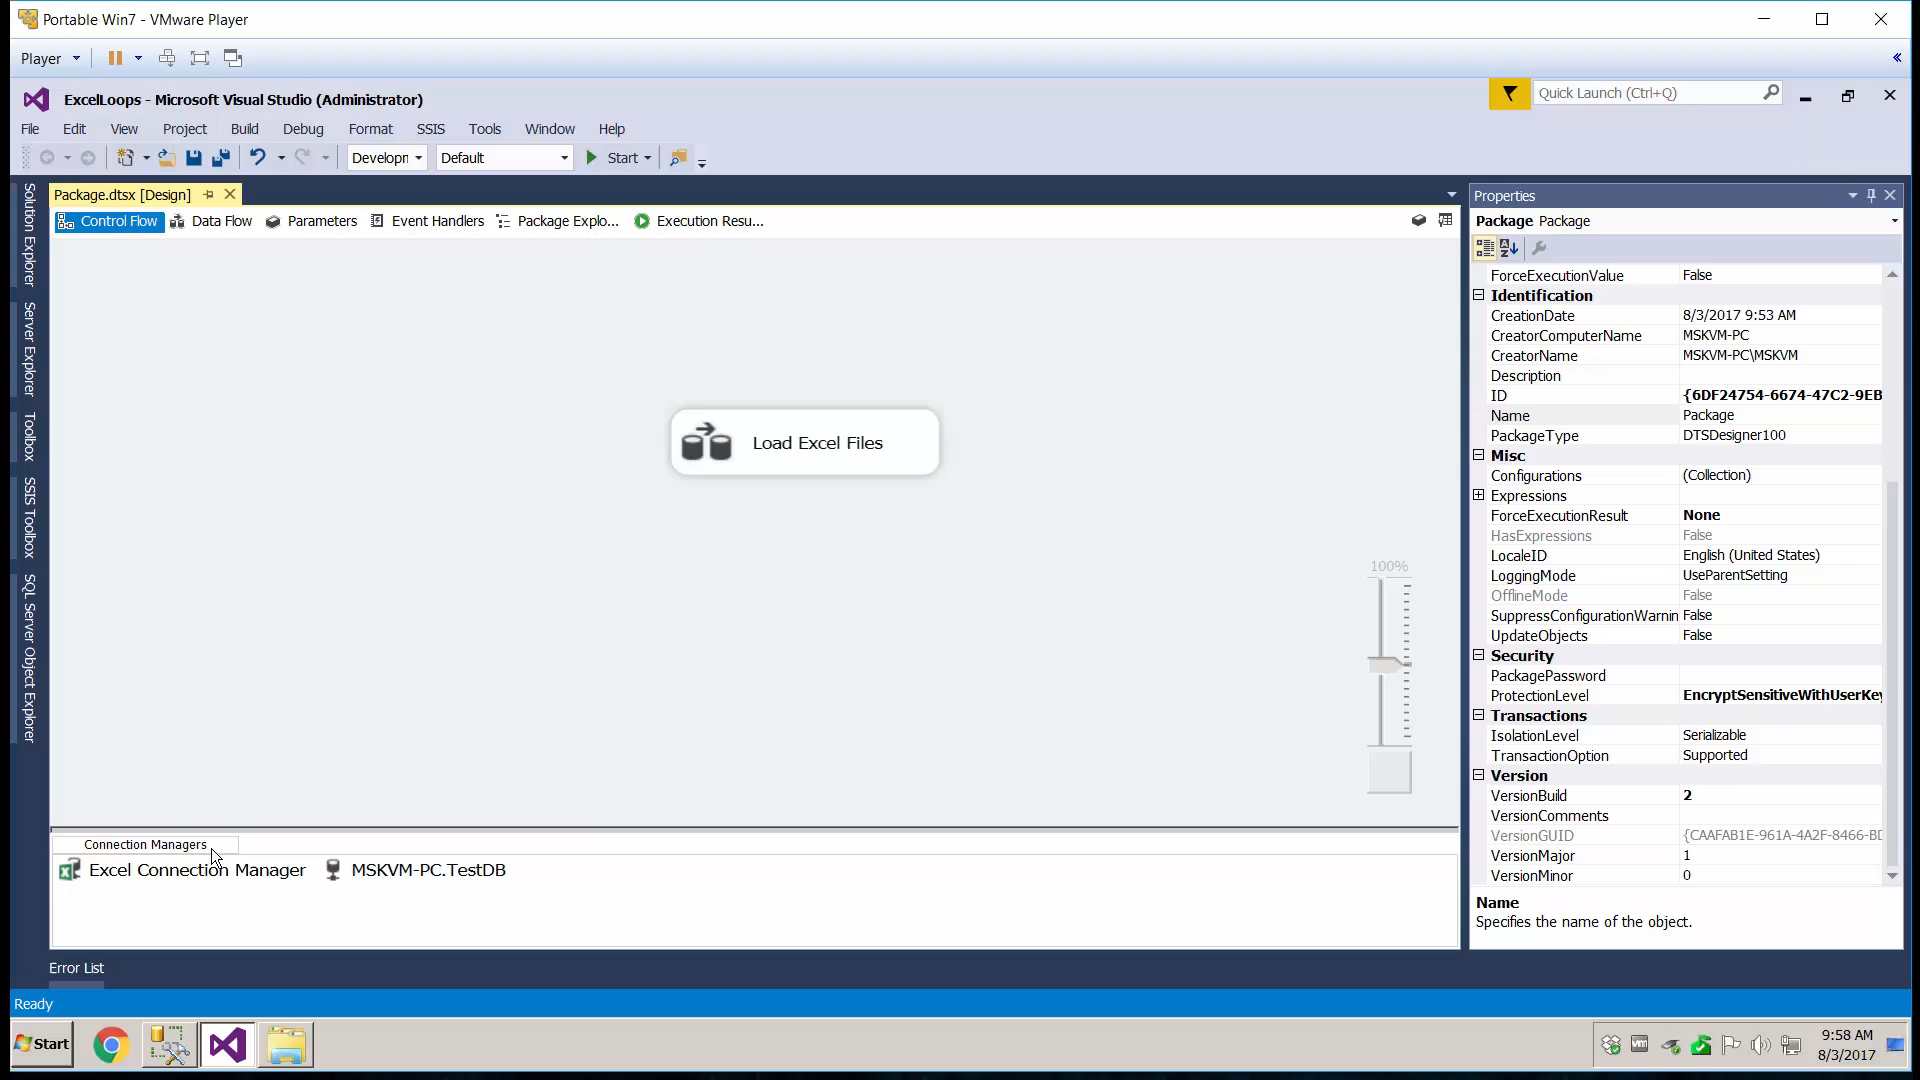 Portable Win7 - VMware Player
Player
ExcelLoops - Microsoft Visual Studio (Administrator)
Quick Launch (Ctrl+Q)
File Edit View Project Build Debug Format SSIS Tools Window Help
Developn Default Start
Solution Explorer
Server Explorer
Toolbox
SSIS Toolbox
SQL Server Object Explorer
Package.dtsx [Design]
Control Flow Data Flow Parameters Event Handlers Package Explo... Execution Resu...
Load Excel Files
100%
Connection Managers
Excel Connection Manager MSKVM-PC.TestDB
Error List
Properties
Package Package
ForceExecutionValue False
Identification
CreationDate 8/3/2017 9:53 AM
CreatorComputerName MSKVM-PC
CreatorName MSKVM-PC\MSKVM
Description
ID {6DF24754-6674-47C2-9EB
Name Package
PackageType DTSDesigner100
Misc
Configurations (Collection)
Expressions
ForceExecutionResult None
HasExpressions False
LocaleID English (United States)
LoggingMode UseParentSetting
OfflineMode False
SuppressConfigurationWarnin False
UpdateObjects False
Security
PackagePassword
ProtectionLevel EncryptSensitiveWithUserKey
Transactions
IsolationLevel Serializable
TransactionOption Supported
Version
VersionBuild 2
VersionComments
VersionGUID {CAAFAB1E-961A-4A2F-8466-BD
VersionMajor 1
VersionMinor 0
Name
Specifies the name of the object.
Ready
Start
9:58 AM
8/3/2017